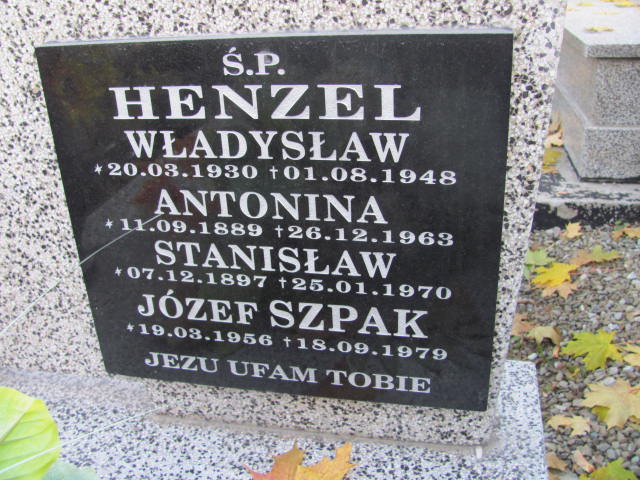 Ś.P.
HENZEL
WŁADYSŁAW
*20.03.1930 †01.08.1948
ANTONINA
*11.09.1889 †26.12.1963
STANISŁAW
*07.12.1897 †25.01.1970
JÓZEF SZPAK
*19.03.1956 †18.09.1979
JEZU UFAM TOBIE